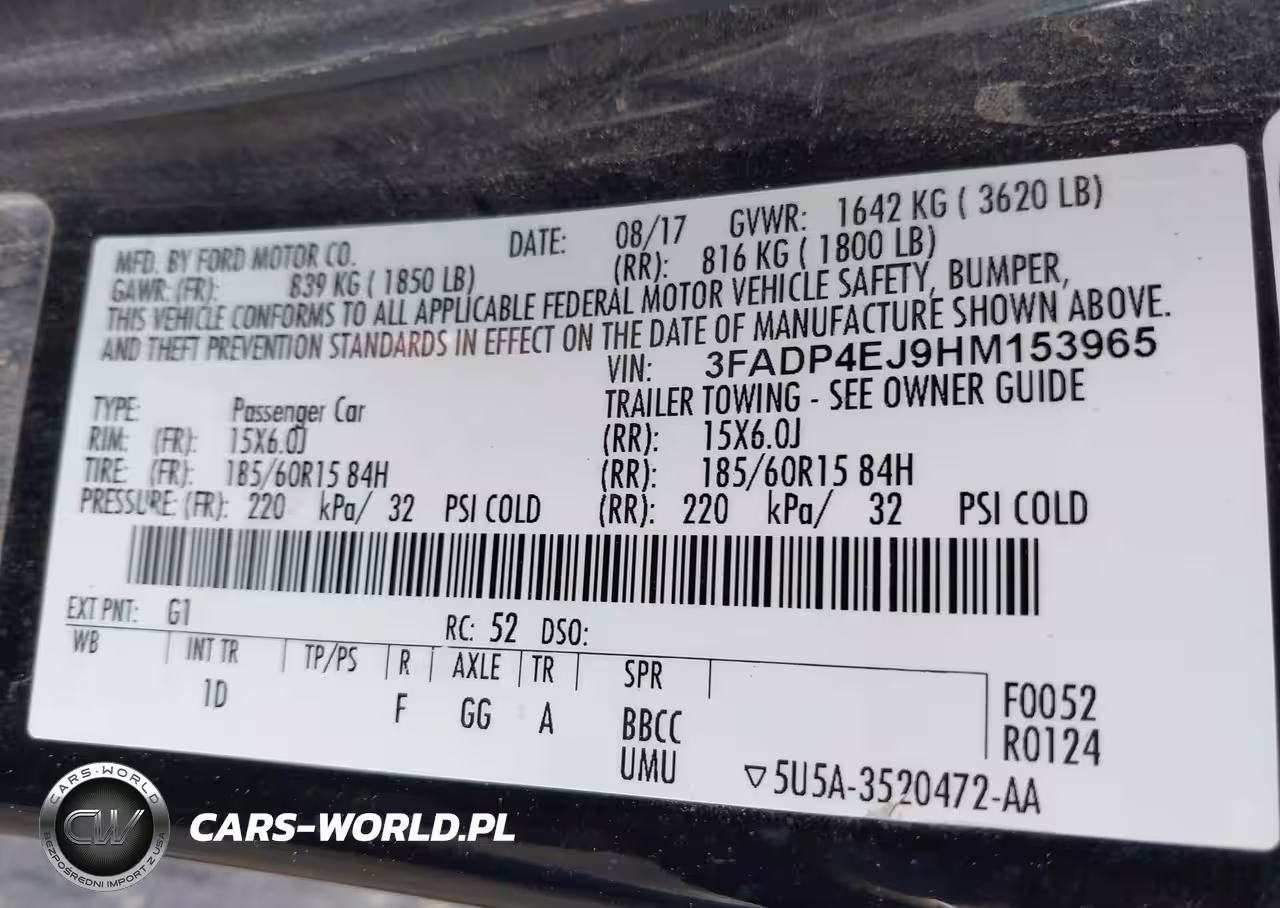 MFD. BY FORD MOTOR CO. DATE: 08/17 GVWR: 1642 KG ( 3620 LB)
GAWR: (FR): 839 KG ( 1850 LB) (RR): 816 KG ( 1800 LB)
THIS VEHICLE CONFORMS TO ALL APPLICABLE FEDERAL MOTOR VEHICLE SAFETY, BUMPER,
AND THEFT PREVENTION STANDARDS IN EFFECT ON THE DATE OF MANUFACTURE SHOWN ABOVE.
VIN: 3FADP4EJ9HM153965
TYPE: Passenger Car TRAILER TOWING - SEE OWNER GUIDE
RIM: (FR): 15X6.0J (RR): 15X6.0J
TIRE: (FR): 185/60R15 84H (RR): 185/60R15 84H
PRESSURE: (FR): 220 kPa/ 32 PSI COLD (RR): 220 kPa/ 32 PSI COLD
EXT PNT: G1 RC: 52 DSO:
WB INT TR TP/PS R AXLE TR SPR
1D F GG A BBCC F0052
UMU R0124
5U5A-3520472-AA
CARS-WORLD
CW
BEZPOŚREDNI IMPORT Z USA
CARS-WORLD.PL